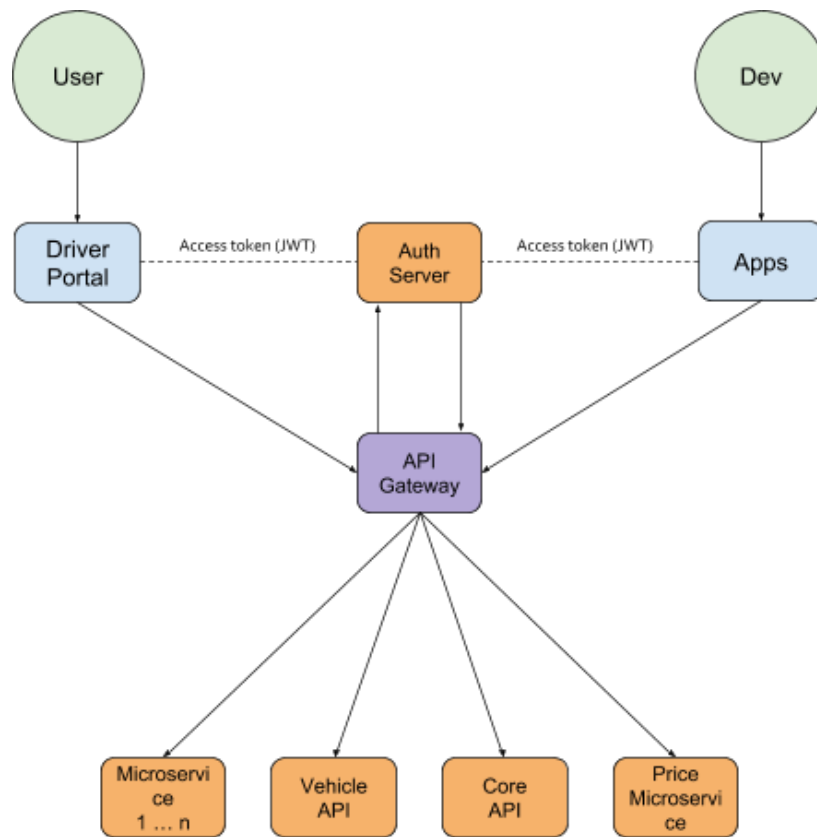 User
Dev
Driver
Portal
Access token (JWT)
Auth
Server
Access token (JWT)
Apps
API
Gateway
Microservi
ce
1 ... n
Vehicle
API
Core
API
Price
Microservi
ce